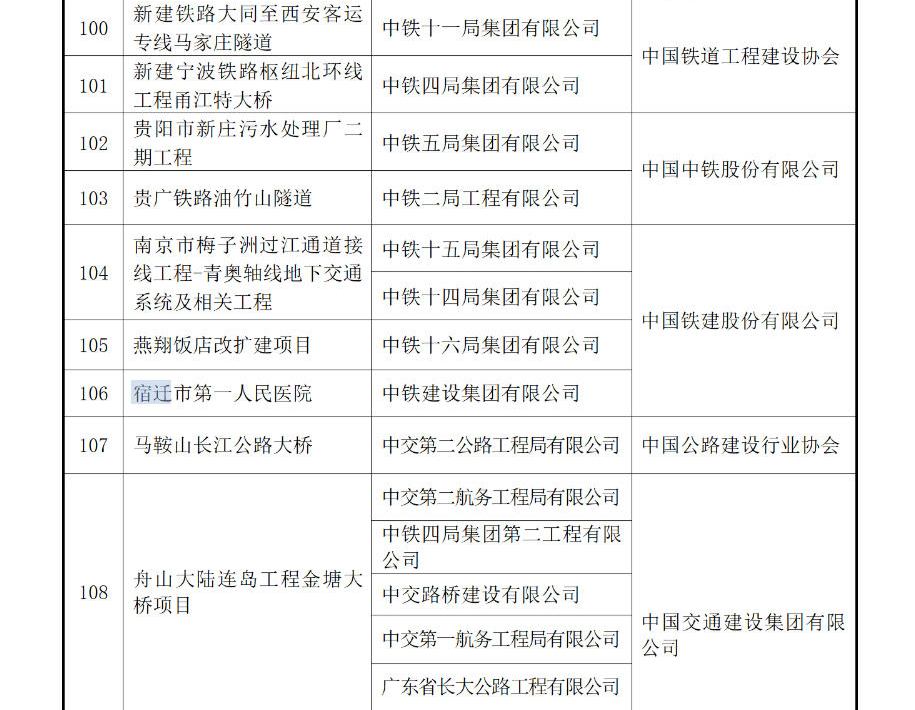 100
新建铁路大同至西安客运
专线马家庄隧道
中铁十一局集团有限公司
中国铁道工程建设协会
101
新建宁波铁路枢纽北环线
工程甬江特大桥
中铁四局集团有限公司
102
贵阳市新庄污水处理厂二
期工程
中铁五局集团有限公司
中国中铁股份有限公司
103
贵广铁路油竹山隧道
中铁二局工程有限公司
104
南京市梅子洲过江通道接
线工程-青奥轴线地下交通
系统及相关工程
中铁十五局集团有限公司
中铁十四局集团有限公司
中国铁建股份有限公司
105
燕翔饭店改扩建项目
中铁十六局集团有限公司
106
宿迁市第一人民医院
中铁建设集团有限公司
107
马鞍山长江公路大桥
中交第二公路工程局有限公司
中国公路建设行业协会
108
舟山大陆连岛工程金塘大
桥项目
中交第二航务工程局有限公司
中铁四局集团第二工程有限
公司
中交路桥建设有限公司
中交第一航务工程局有限公司
广东省长大公路工程有限公司
中国交通建设集团有限
公司